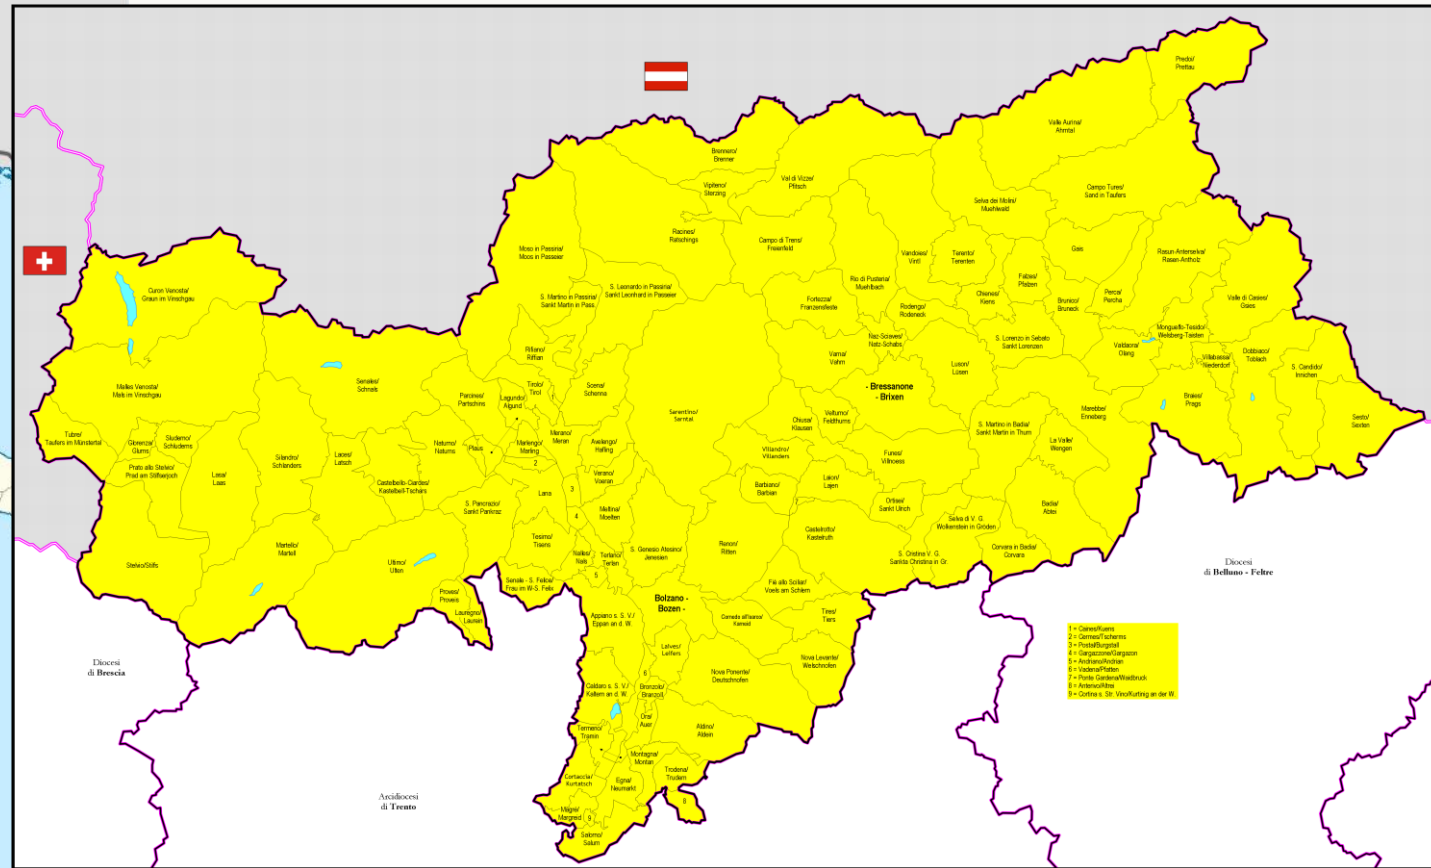 Predoi/
Prettau
Valle Aurina/
Ahrntal
Brennero/
Brenner
Vipiteno/
Sterzing
Val di Vizze/
Pfitsch
Campo Tures/
Sand in Taufers
Selva dei Molini/
Muehlwald
Racines/
Ratschings
Campo di Trens/
Freienfeld
Moso in Passiria/
Moos in Passeier
Vandoies/
Vintl
Terento/
Terenten
Gais
Rasun-Anterselva/
Rasen-Antholz
S. Leonardo in Passiria/
Sankt Leonhard in Passeier
S. Martino in Passiria/
Sankt Martin in Pass.
Curon Venosta/
Graun im Vinschgau
Rio di Pusteria/
Muehlbach
Falzes/
Pfalzen
Chienes/
Kiens
Brunico/
Bruneck
Perca/
Percha
Valle di Casies/
Gsies
Fortezza/
Franzensfeste
Rodengo/
Rodeneck
Naz-Sciaves/
Natz-Schabs
S. Lorenzo in Sebato
Sankt Lorenzen
Monguelfo-Tesido/
Welsberg-Taisten
Valdaora/
Olang
Villabassa/
Niederdorf
Dobbiaco/
Toblach
S. Candido/
Innichen
Rifiano/
Riffian
Varna/
Vahrn
Luson/
Lüsen
Malles Venosta/
Mals im Vinschgau
Senales/
Schnals
Parcines/
Partschins
Lagundo/
Algund
Tirolo/
Tirol
Scena/
Schenna
- Bressanone
- Brixen
Braies/
Prags
Sesto/
Sexten
Marebbe/
Enneberg
Sarentino/
Sarntal
Chiusa/
Klausen
Velturno/
Feldthurns
S. Martino in Badia/
Sankt Martin in Thurn
La Valle/
Wengen
Tubre/
Taufers im Münstertal
Glorenza/
Glurns
Sluderno/
Schluderns
Naturno/
Naturns
Plaus
Marlengo/
Marling
Merano/
Meran
Avelengo/
Hafling
Villandro/
Villanders
Funes/
Villnoess
Prato allo Stelvio/
Prad am Stilfserjoch
Lasa/
Laas
Silandro/
Schlanders
Laces/
Latsch
Castelbello-Ciardes/
Kastelbell-Tschars
2
Verano/
Voeran
Barbiano/
Barbian
Laion/
Lajen
3
Lana
S. Pancrazio/
Sankt Pankraz
Meltina/
Moelten
4
Ortisei/
Sankt Ulrich
Badia/
Abtei
Selva di V. G.
Wolkenstein in Gröden
Castelrotto/
Kastelruth
Tesimo/
Tisens
Martello/
Martell
Ultimo/
Ulten
Nalles/
Nals
Terlano/
Terlan
S. Genesio Atesino/
Jenesien
Renon/
Ritten
Corvara in Badia/
Corvara
S. Cristina V. G.
Sankta Christina in Gr.
Stelvio/Stilfs
5
Senale - S. Felice/
Frau im W-S. Felix
Fiè allo Sciliar/
Voels am Schlern
Proves/
Proveis
Lauregno/
Laurein
Bolzano -
Bozen -
Appiano s. S. V./
Eppan an d. W.
Cornedo all'Isarco/
Karneid
Tires/
Tiers
Laives/
Leifers
Nova Levante/
Welschnofen
Nova Ponente/
Deutschnofen
6
Caldaro s. S. V./
Kaltern an d. W.
Bronzolo/
Branzoll
Ora/
Auer
Aldino/
Aldein
Termeno/
Tramin
Montagna/
Montan
Trodena/
Truden
Cortaccia/
Kurtatsch
Egna/
Neumarkt
8
Magrè/
Margreid
9
Salorno/
Salurn
Diocesi
di Brescia
Arcidiocesi
di Trento
Diocesi
di Belluno - Feltre
1 = Caines/Kuens
2 = Cermes/Tscherms
3 = Postal/Burgstall
4 = Gargazzone/Gargazon
5 = Andriano/Andrian
6 = Vadena/Pfatten
7 = Ponte Gardena/Waidbruck
8 = Anterivo/Altrei
9 = Cortina s. Str. Vino/Kurtinig an der W.